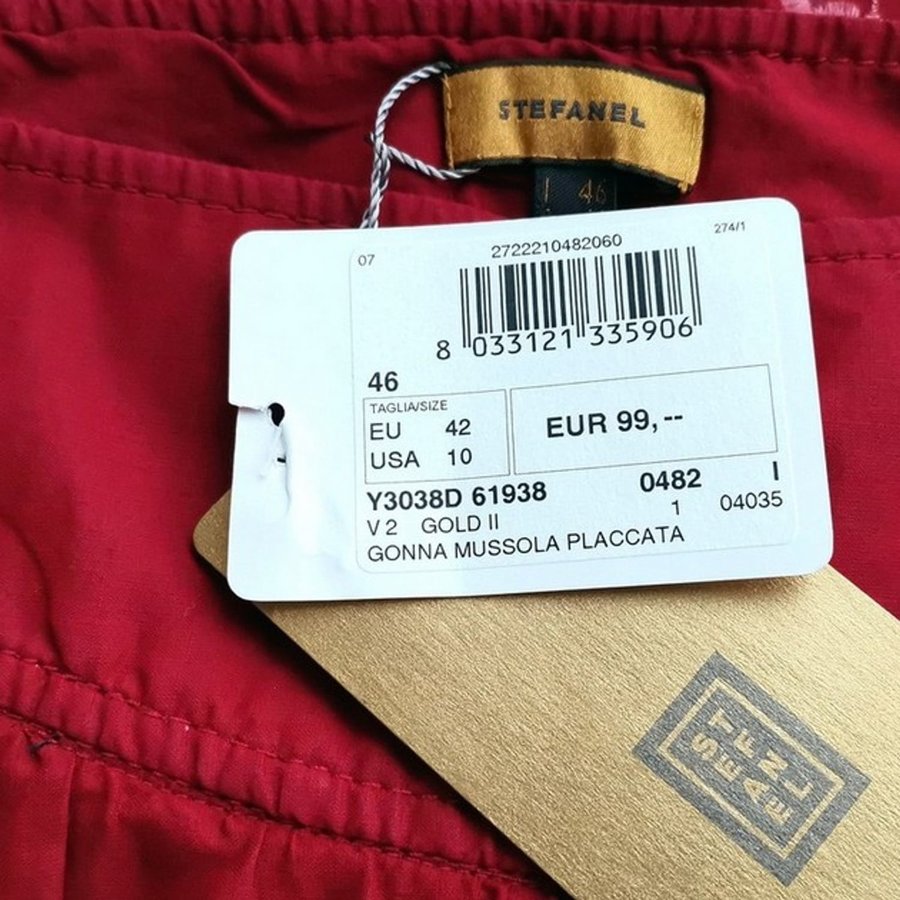 STEFANEL
I 46
07
2722210482060
274/1
8 033121 335906
46
TAGLIA/SIZE
EU 42
USA 10
EUR 99,--
Y3038D 61938 0482 I
V 2 GOLD II 1 04035
GONNA MUSSOLA PLACCATA
ST
EF
AN
EL